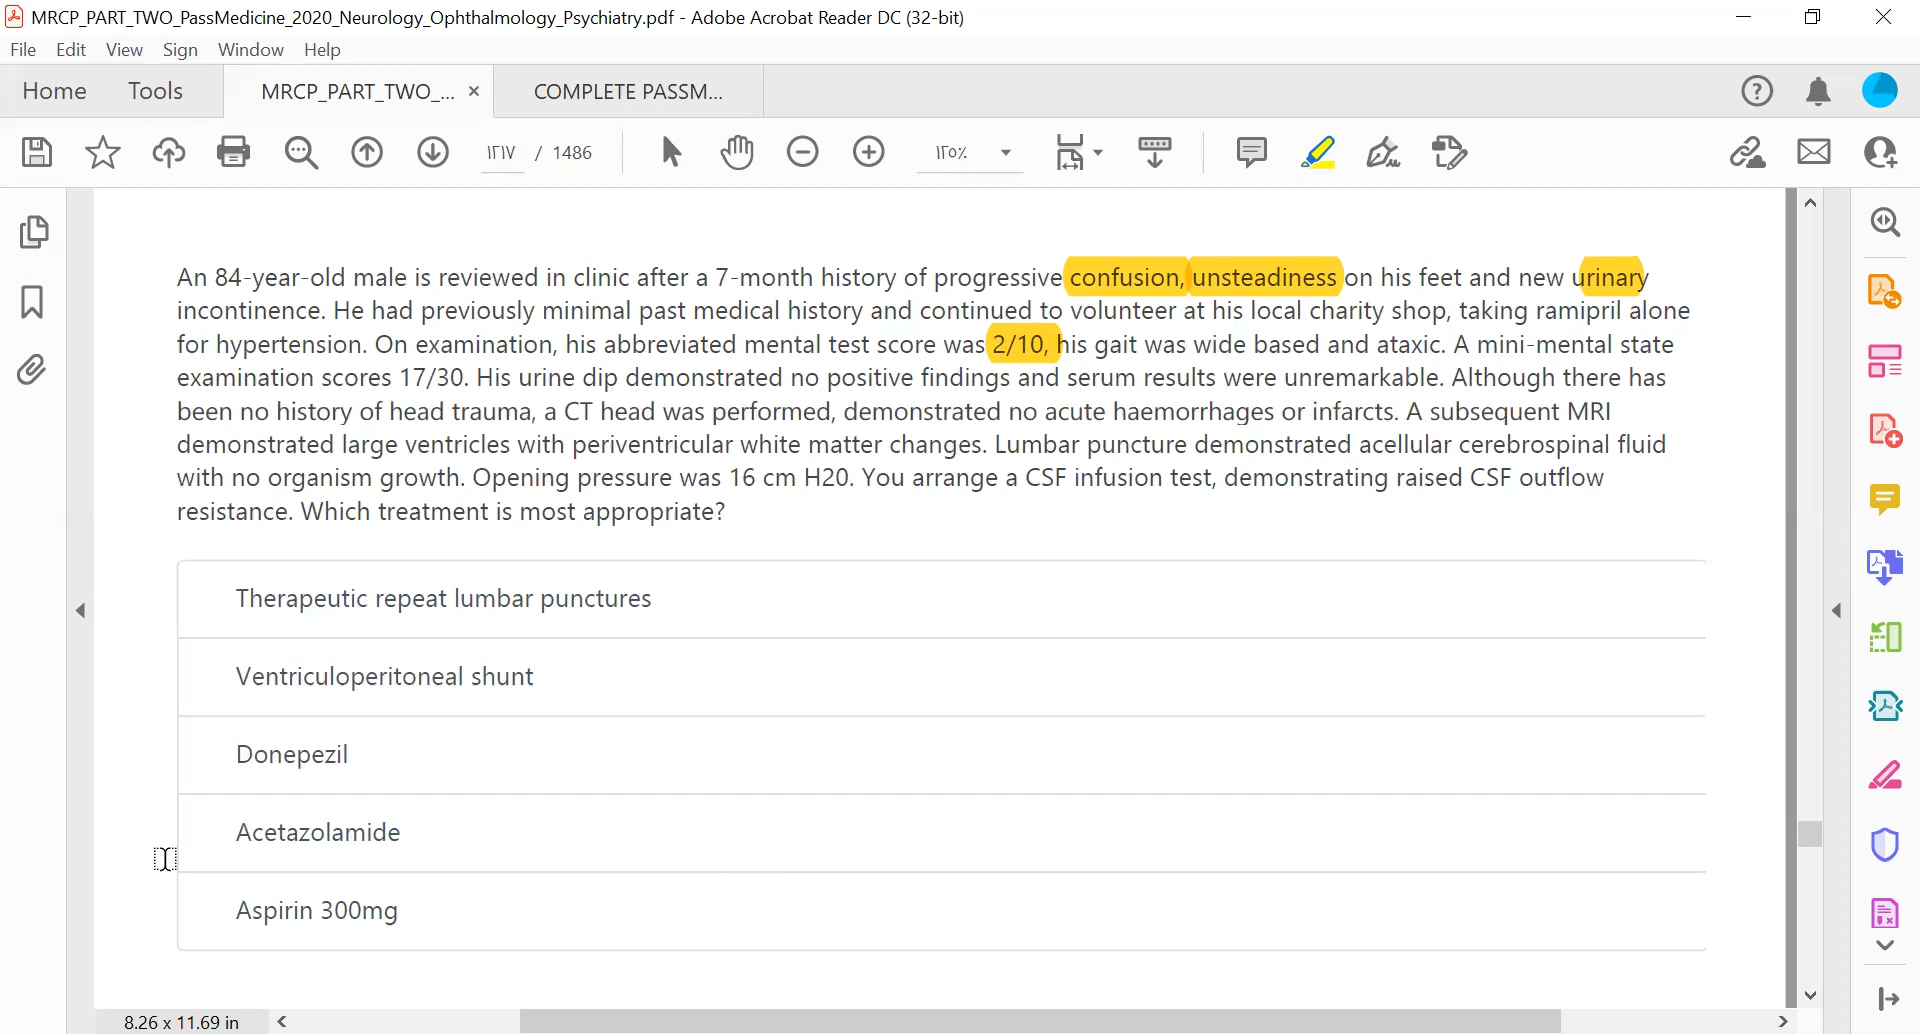 MRCP_PART_TWO_PassMedicine_2020_Neurology_Ophthalmology_Psychiatry.pdf - Adobe Acrobat Reader DC (32-bit)
File Edit View Sign Window Help
Home Tools MRCP_PART_TWO_... × COMPLETE PASSM...
١٢١٧ / 1486 ١٢٥٪
An 84-year-old male is reviewed in clinic after a 7-month history of progressive confusion, unsteadiness on his feet and new urinary
incontinence. He had previously minimal past medical history and continued to volunteer at his local charity shop, taking ramipril alone
for hypertension. On examination, his abbreviated mental test score was 2/10, his gait was wide based and ataxic. A mini-mental state
examination scores 17/30. His urine dip demonstrated no positive findings and serum results were unremarkable. Although there has
been no history of head trauma, a CT head was performed, demonstrated no acute haemorrhages or infarcts. A subsequent MRI
demonstrated large ventricles with periventricular white matter changes. Lumbar puncture demonstrated acellular cerebrospinal fluid
with no organism growth. Opening pressure was 16 cm H20. You arrange a CSF infusion test, demonstrating raised CSF outflow
resistance. Which treatment is most appropriate?
Therapeutic repeat lumbar punctures
Ventriculoperitoneal shunt
Donepezil
Acetazolamide
Aspirin 300mg
8.26 x 11.69 in